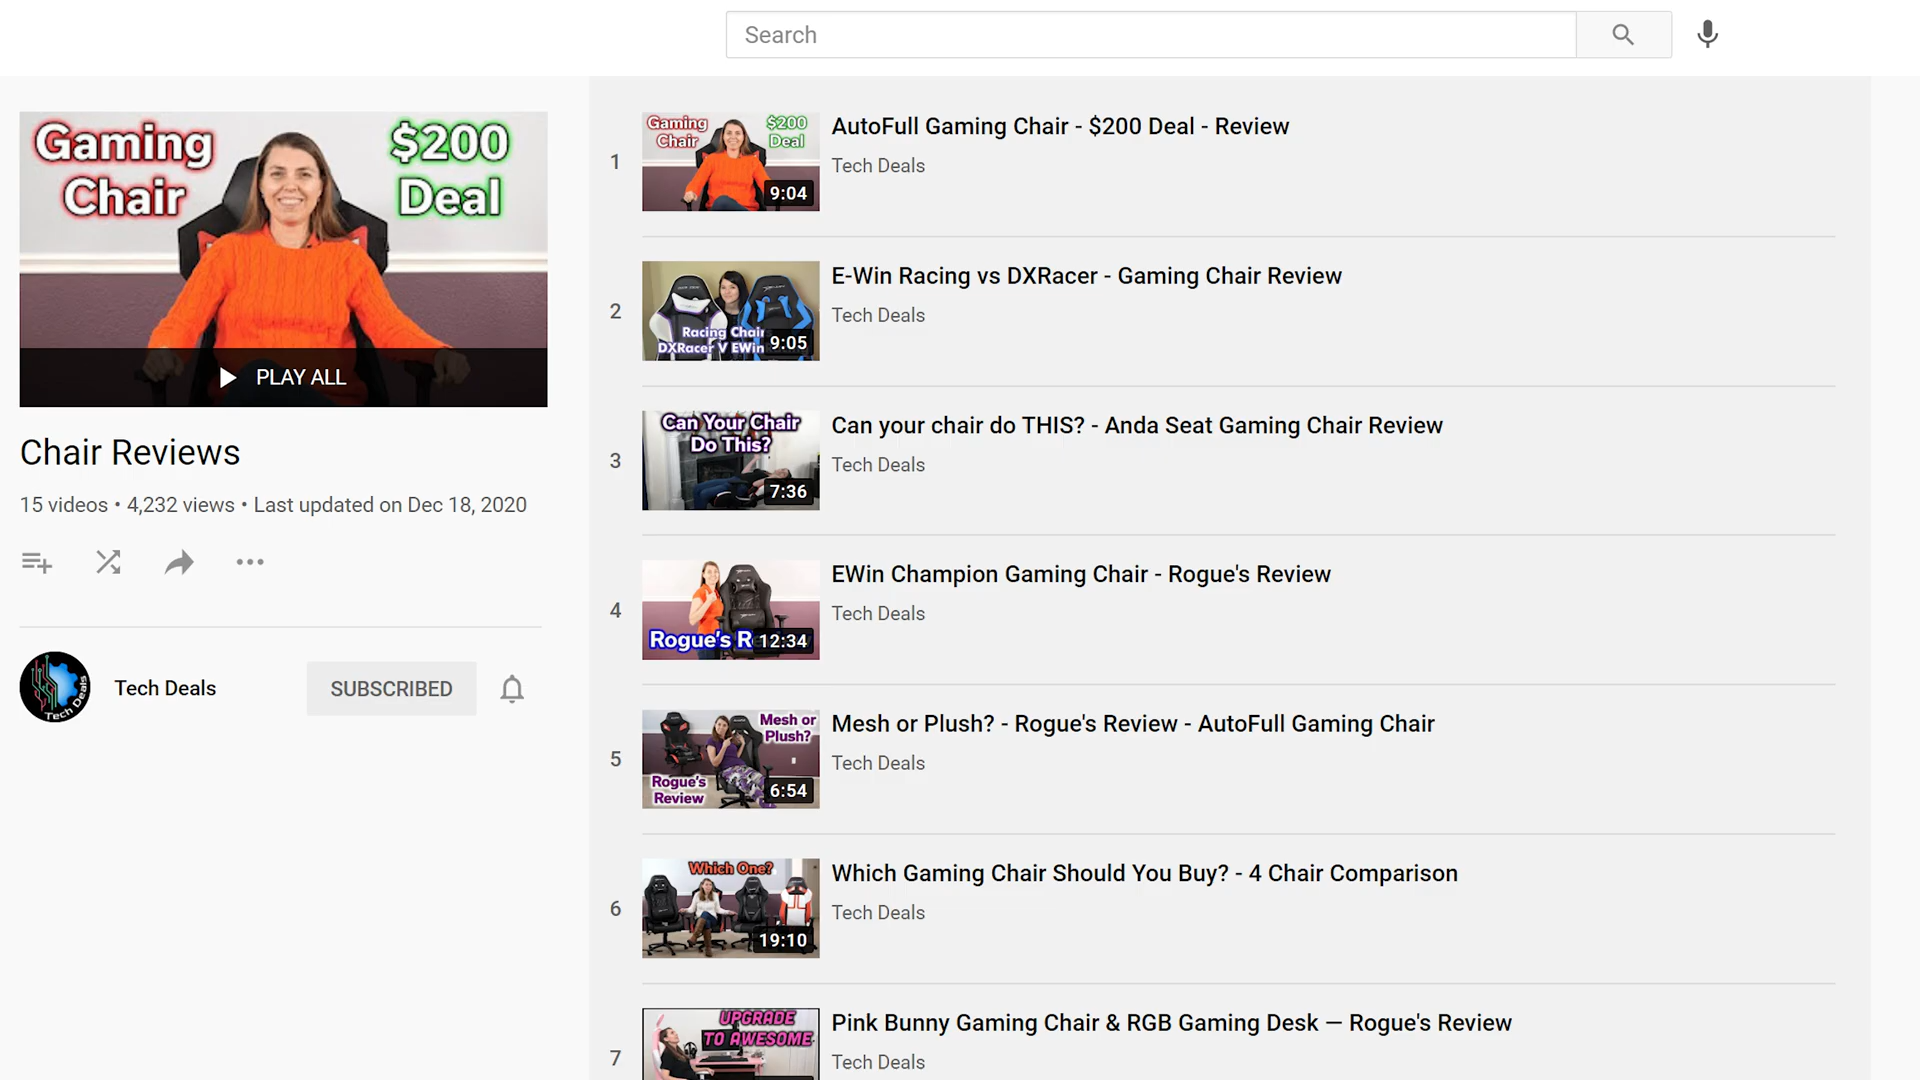 Search
Gaming
Chair
$200
Deal
PLAY ALL
Chair Reviews
15 videos • 4,232 views • Last updated on Dec 18, 2020
Tech Deals
Tech Deals
SUBSCRIBED
1
Gaming
Chair
$200
Deal
9:04
AutoFull Gaming Chair - $200 Deal - Review
Tech Deals
2
Racing Chair
DXRacer V EWin
9:05
E-Win Racing vs DXRacer - Gaming Chair Review
Tech Deals
3
Can Your Chair
Do This?
7:36
Can your chair do THIS? - Anda Seat Gaming Chair Review
Tech Deals
4
Rogue's R
12:34
EWin Champion Gaming Chair - Rogue's Review
Tech Deals
5
Mesh or
Plush?
Rogue's
Review
6:54
Mesh or Plush? - Rogue's Review - AutoFull Gaming Chair
Tech Deals
6
Which One?
19:10
Which Gaming Chair Should You Buy? - 4 Chair Comparison
Tech Deals
7
UPGRADE
TO AWESOME
Pink Bunny Gaming Chair & RGB Gaming Desk — Rogue's Review
Tech Deals